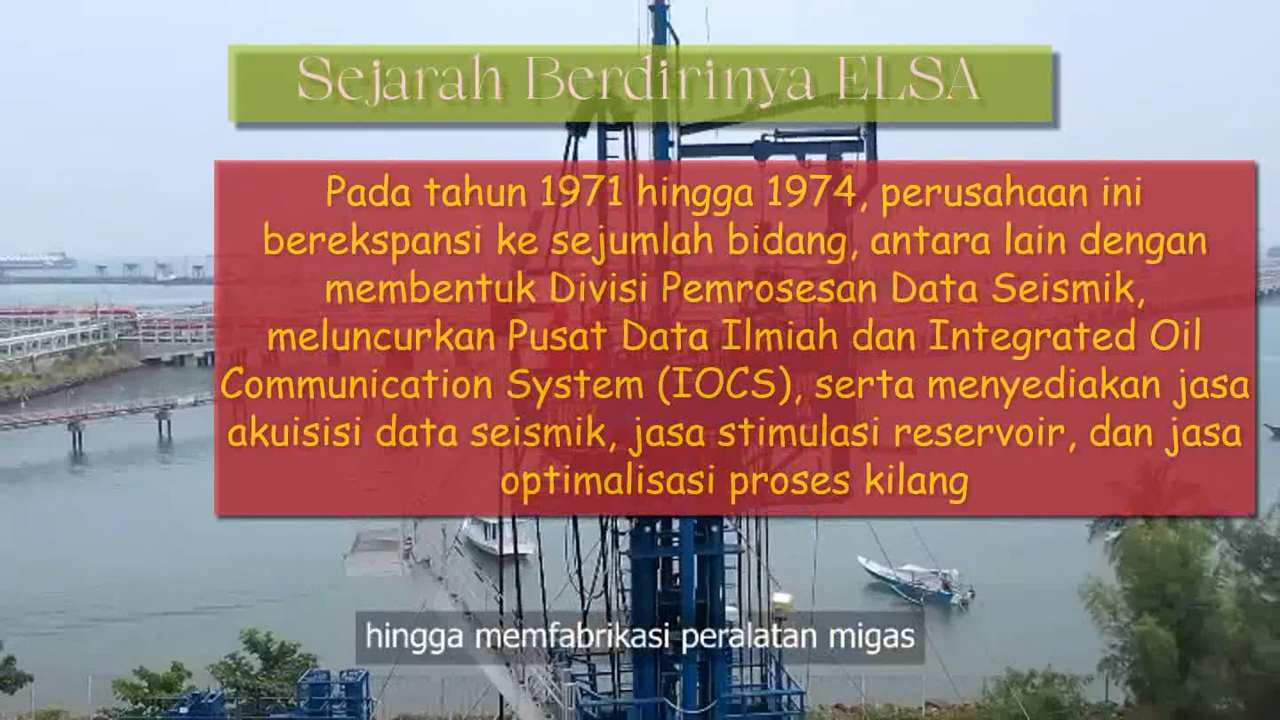 Sejarah Berdirinya ELSA
Pada tahun 1971 hingga 1974, perusahaan ini
berekspansi ke sejumlah bidang, antara lain dengan
membentuk Divisi Pemrosesan Data Seismik,
meluncurkan Pusat Data Ilmiah dan Integrated Oil
Communication System (IOCS), serta menyediakan jasa
akuisisi data seismik, jasa stimulasi reservoir, dan jasa
optimalisasi proses kilang
hingga memfabrikasi peralatan migas